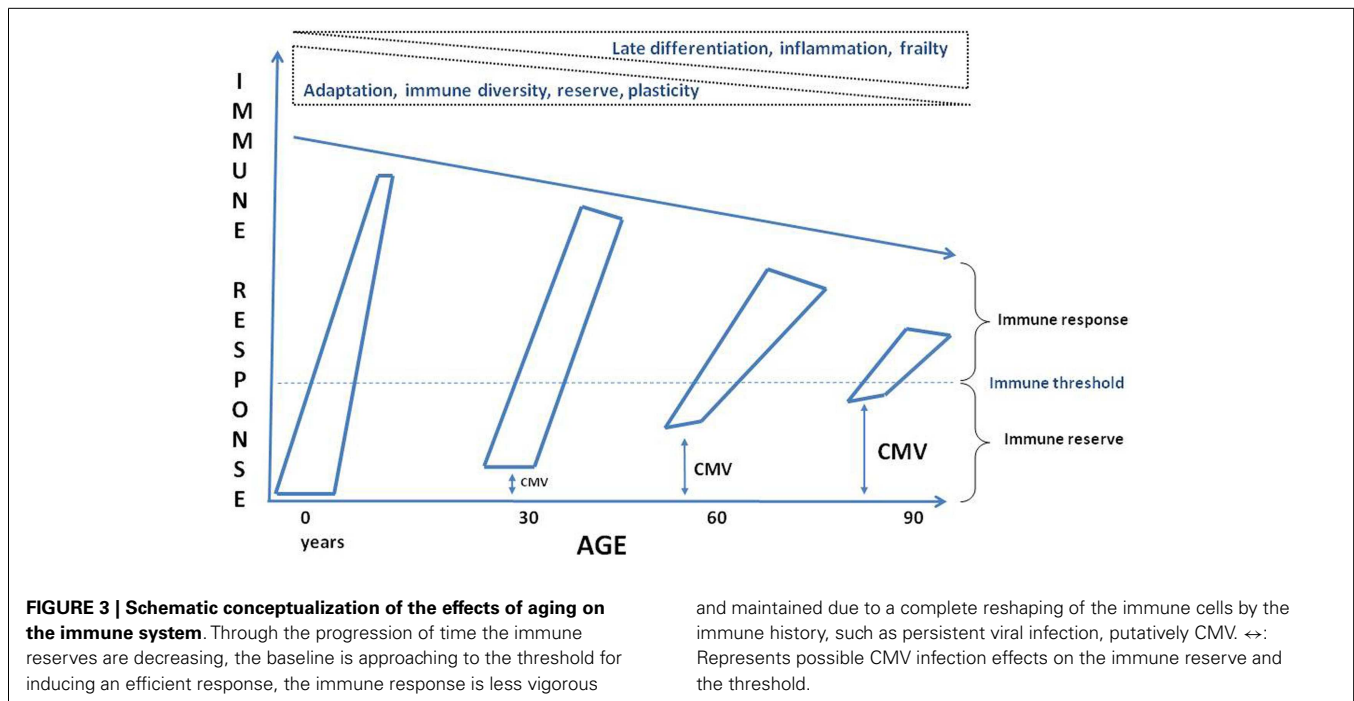 Late differentiation, inflammation, frailty
Adaptation, immune diversity, reserve, plasticity
IMMUNE RESPONSE
Immune response
Immune threshold
Immune reserve
CMV
CMV
CMV
0
30
60
90
years
AGE
FIGURE 3 | Schematic conceptualization of the effects of aging on
the immune system. Through the progression of time the immune
reserves are decreasing, the baseline is approaching to the threshold for
inducing an efficient response, the immune response is less vigorous
and maintained due to a complete reshaping of the immune cells by the
immune history, such as persistent viral infection, putatively CMV. ↔:
Represents possible CMV infection effects on the immune reserve and
the threshold.